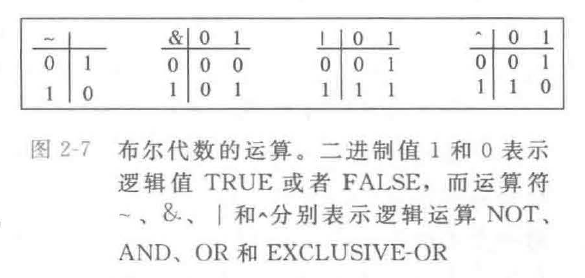 ~ & 0 1 | 0 1 ^ 0 1
0 1 0 0 0 0 0 1 0 0 1
1 0 1 0 1 1 1 1 1 1 0
图 2-7 布尔代数的运算。二进制值 1 和 0 表示
逻辑值 TRUE 或者 FALSE，而运算符
~、&、| 和^分别表示逻辑运算 NOT、
AND、OR 和 EXCLUSIVE-OR